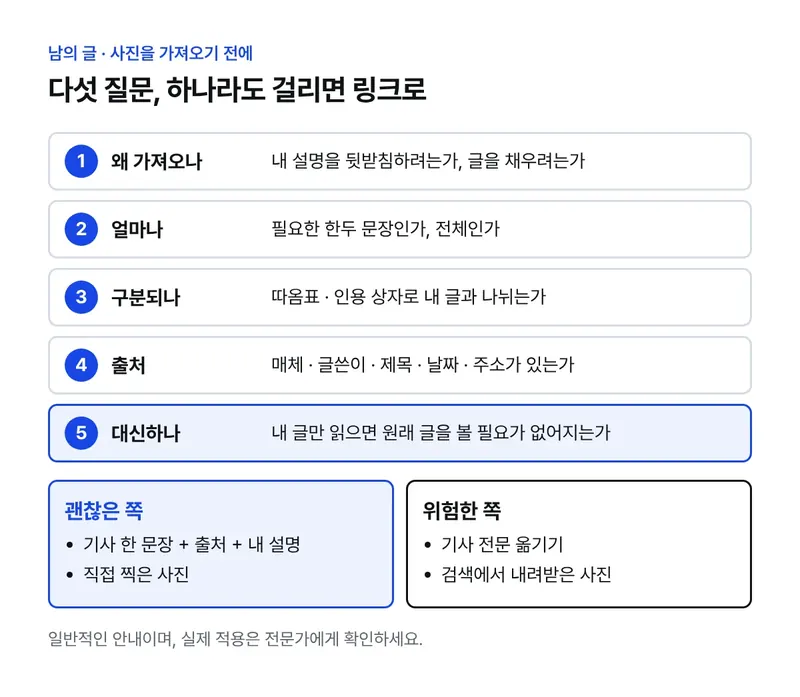 남의 글 · 사진을 가져오기 전에
다섯 질문, 하나라도 걸리면 링크로
1 왜 가져오나 내 설명을 뒷받침하려는가, 글을 채우려는가
2 얼마나 필요한 한두 문장인가, 전체인가
3 구분되나 따옴표 · 인용 상자로 내 글과 나뉘는가
4 출처 매체 · 글쓴이 · 제목 · 날짜 · 주소가 있는가
5 대신하나 내 글만 읽으면 원래 글을 볼 필요가 없어지는가
괜찮은 쪽
• 기사 한 문장 + 출처 + 내 설명
• 직접 찍은 사진
위험한 쪽
• 기사 전문 옮기기
• 검색에서 내려받은 사진
일반적인 안내이며, 실제 적용은 전문가에게 확인하세요.